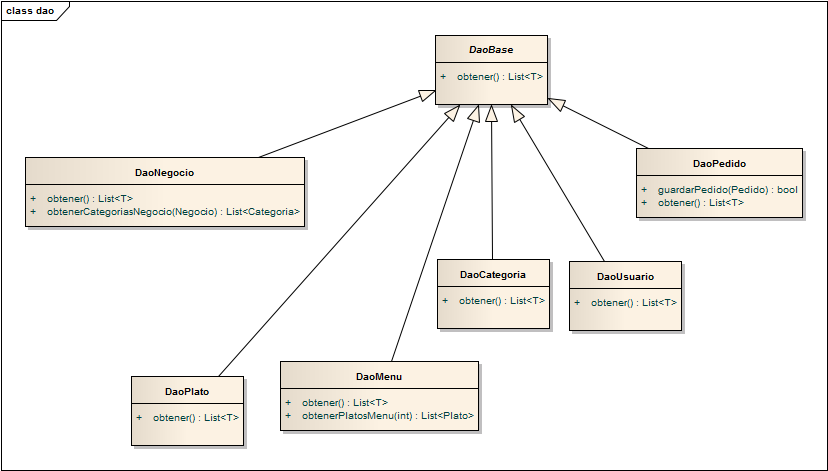 class dao
DaoBase
+ obtener() : List<T>
DaoNegocio
+ obtener() : List<T>
+ obtenerCategoriasNegocio(Negocio) : List<Categoria>
DaoPedido
+ guardarPedido(Pedido) : bool
+ obtener() : List<T>
DaoCategoria
+ obtener() : List<T>
DaoUsuario
+ obtener() : List<T>
DaoPlato
+ obtener() : List<T>
DaoMenu
+ obtener() : List<T>
+ obtenerPlatosMenu(int) : List<Plato>